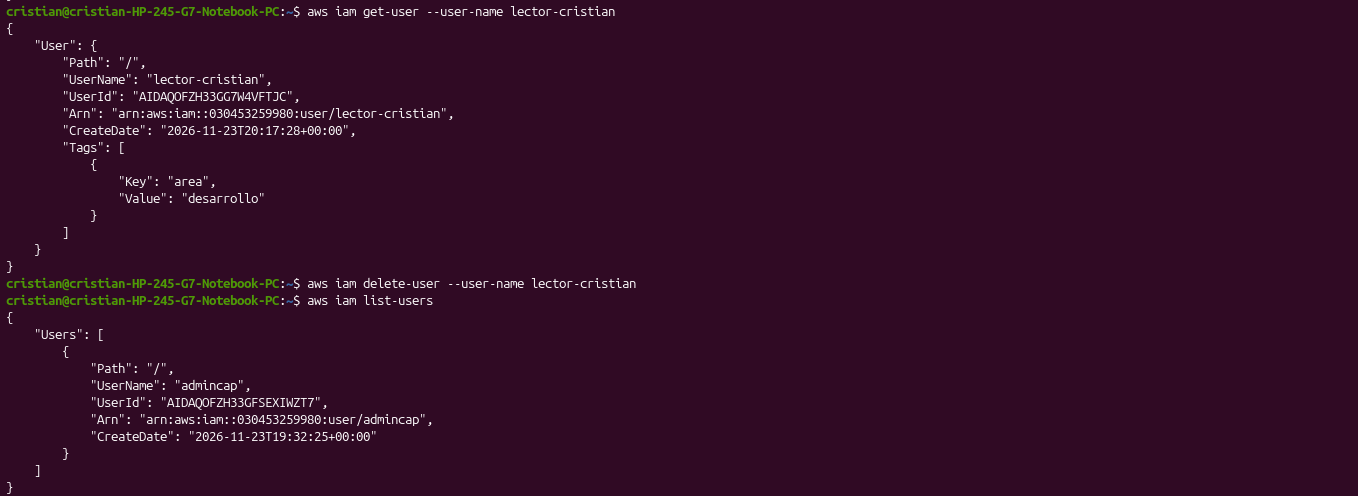 cristian@cristian-HP-245-G7-Notebook-PC:~$ aws iam get-user --user-name lector-cristian
{
    "User": {
        "Path": "/",
        "UserName": "lector-cristian",
        "UserId": "AIDAQOFZH33GG7W4VFTJC",
        "Arn": "arn:aws:iam::030453259980:user/lector-cristian",
        "CreateDate": "2026-11-23T20:17:28+00:00",
        "Tags": [
            {
                "Key": "area",
                "Value": "desarrollo"
            }
        ]
    }
}
cristian@cristian-HP-245-G7-Notebook-PC:~$ aws iam delete-user --user-name lector-cristian
cristian@cristian-HP-245-G7-Notebook-PC:~$ aws iam list-users
{
    "Users": [
        {
            "Path": "/",
            "UserName": "admincap",
            "UserId": "AIDAQOFZH33GFSEXIWZT7",
            "Arn": "arn:aws:iam::030453259980:user/admincap",
            "CreateDate": "2026-11-23T19:32:25+00:00"
        }
    ]
}